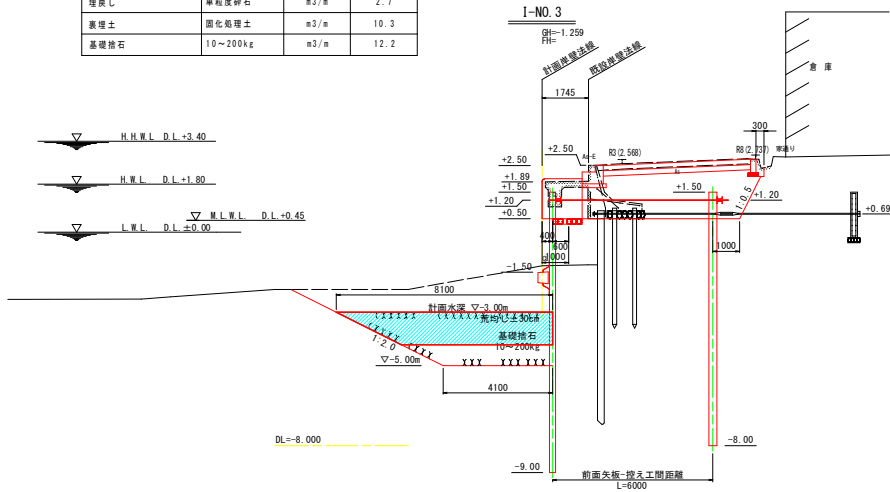 埋戻し 単粒度砕石 m3/m 2.7
裏埋土 固化処理土 m3/m 10.3
基礎捨石 10~200kg m3/m 12.2
I-NO.3
GH=-1.259
FH=
計画岸壁法線
既設岸壁法線
1745
倉庫
300
H.H.W.L D.L.+3.40
H.W.L. D.L.+1.80
M.L.W.L. D.L.+0.45
L.W.L. D.L.±0.00
+2.50
As-E
R3(2.568)
R8(2.737)
+2.50
As
+1.89
+1.50
+1.20
+0.50
+1.50
1:0.5
+1.20
+0.69
400
600
1000
1000
-1.50
8100
計画水深 ▽-3.00m
荒均し±30cm
基礎捨石
10~200kg
1:2.0
▽-5.00m
4100
DL=-8.000
-8.00
-9.00
前面矢板-控え工間距離
L=6000